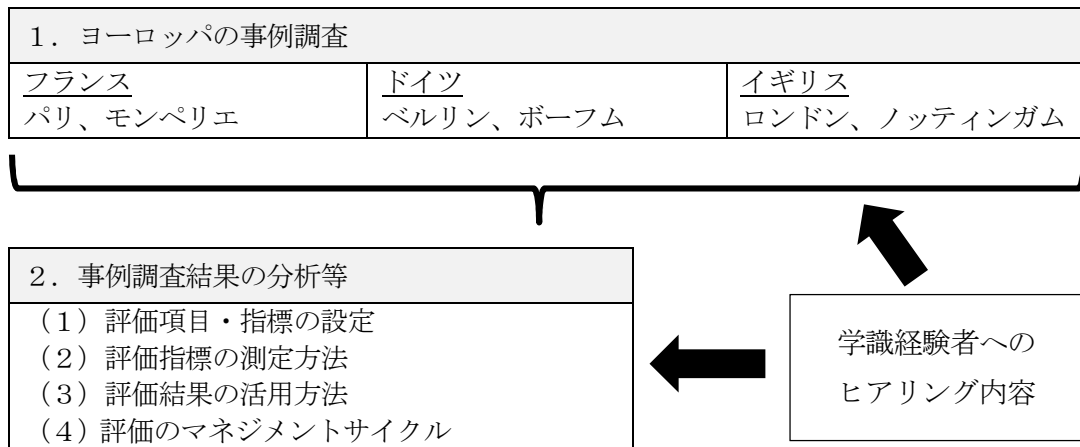 １．ヨーロッパの事例調査
フランス
パリ、モンペリエ
ドイツ
ベルリン、ボーフム
イギリス
ロンドン、ノッティンガム
２．事例調査結果の分析等
（１）評価項目・指標の設定
（２）評価指標の測定方法
（３）評価結果の活用方法
（４）評価のマネジメントサイクル
学識経験者への
ヒアリング内容